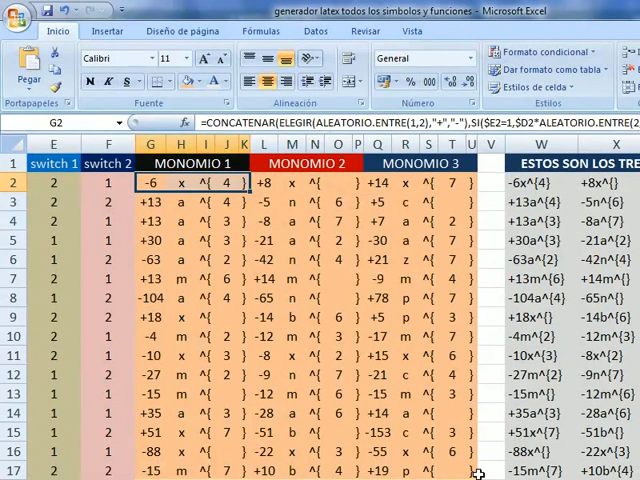 generador latex todos los simbolos y funciones - Microsoft Excel
Inicio Insertar Diseño de página Fórmulas Datos Revisar Vista
Calibri 11 General Formato condicional
Dar formato como tabla
Pegar N K S % 000 Estilos de celda
Portapapeles Fuente Alineación Número Estilos
G2 =CONCATENAR(ELEGIR(ALEATORIO.ENTRE(1,2),"+","-"),SI($E2=1,$D2*ALEATORIO.ENTRE(2
E F G H I J K L M N O P Q R S T U V W X
1 switch 1 switch 2 MONOMIO 1 MONOMIO 2 MONOMIO 3 ESTOS SON LOS TRE
2 2 1 -6 x ^{ 4 } +8 x ^{ } +14 x ^{ 7 } -6x^{4} +8x^{}
3 2 2 +13 a ^{ 4 } -5 n ^{ 6 } +5 c ^{ } +13a^{4} -5n^{6}
4 2 2 +13 a ^{ 3 } -8 a ^{ 7 } +7 a ^{ 2 } +13a^{3} -8a^{7}
5 1 1 +30 a ^{ 3 } -21 a ^{ 2 } -30 a ^{ 7 } +30a^{3} -21a^{2}
6 1 2 -63 a ^{ 2 } -42 n ^{ 4 } +21 z ^{ 7 } -63a^{2} -42n^{4}
7 2 2 +13 m ^{ 6 } +14 m ^{ } -9 m ^{ 4 } +13m^{6} +14m^{}
8 1 2 -104 a ^{ 4 } -65 n ^{ } +78 p ^{ 7 } -104a^{4} -65n^{}
9 2 2 +18 x ^{ } -14 b ^{ 6 } +5 p ^{ 3 } +18x^{} -14b^{6}
10 2 1 -4 m ^{ 2 } -12 m ^{ 3 } -17 m ^{ 7 } -4m^{2} -12m^{3}
11 2 1 -10 x ^{ 3 } -8 x ^{ 2 } +15 x ^{ 6 } -10x^{3} -8x^{2}
12 1 2 -27 m ^{ 2 } -9 n ^{ 7 } -21 c ^{ 4 } -27m^{2} -9n^{7}
13 2 1 -15 m ^{ } -12 m ^{ 6 } -15 m ^{ 3 } -15m^{} -12m^{6}
14 1 1 +35 a ^{ 3 } -28 a ^{ 6 } +14 a ^{ } +35a^{3} -28a^{6}
15 1 2 +51 x ^{ 7 } -51 b ^{ } -153 c ^{ 3 } +51x^{7} -51b^{}
16 1 1 -88 x ^{ } -22 x ^{ 3 } -55 x ^{ 6 } -88x^{} -22x^{3}
17 2 2 -15 m ^{ 7 } +10 b ^{ 4 } +19 p ^{ } -15m^{7} +10b^{4}